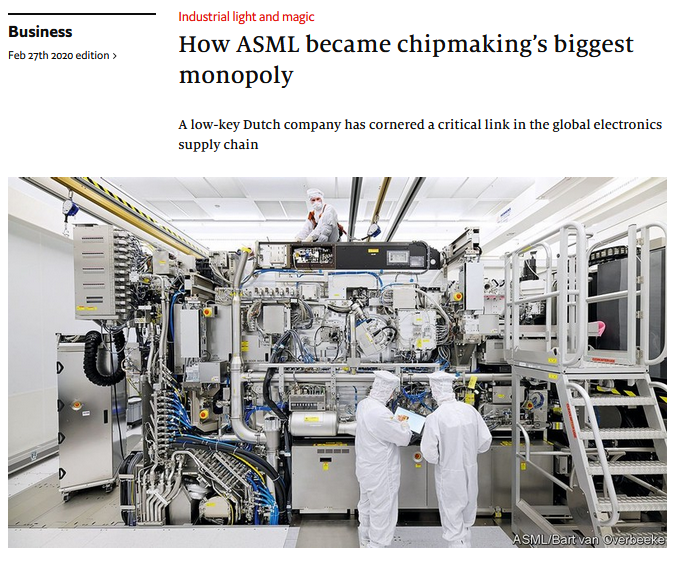 Business
Feb 27th 2020 edition >
Industrial light and magic
How ASML became chipmaking’s biggest
monopoly
A low-key Dutch company has cornered a critical link in the global electronics
supply chain
ASML/Bart van Overbeeke